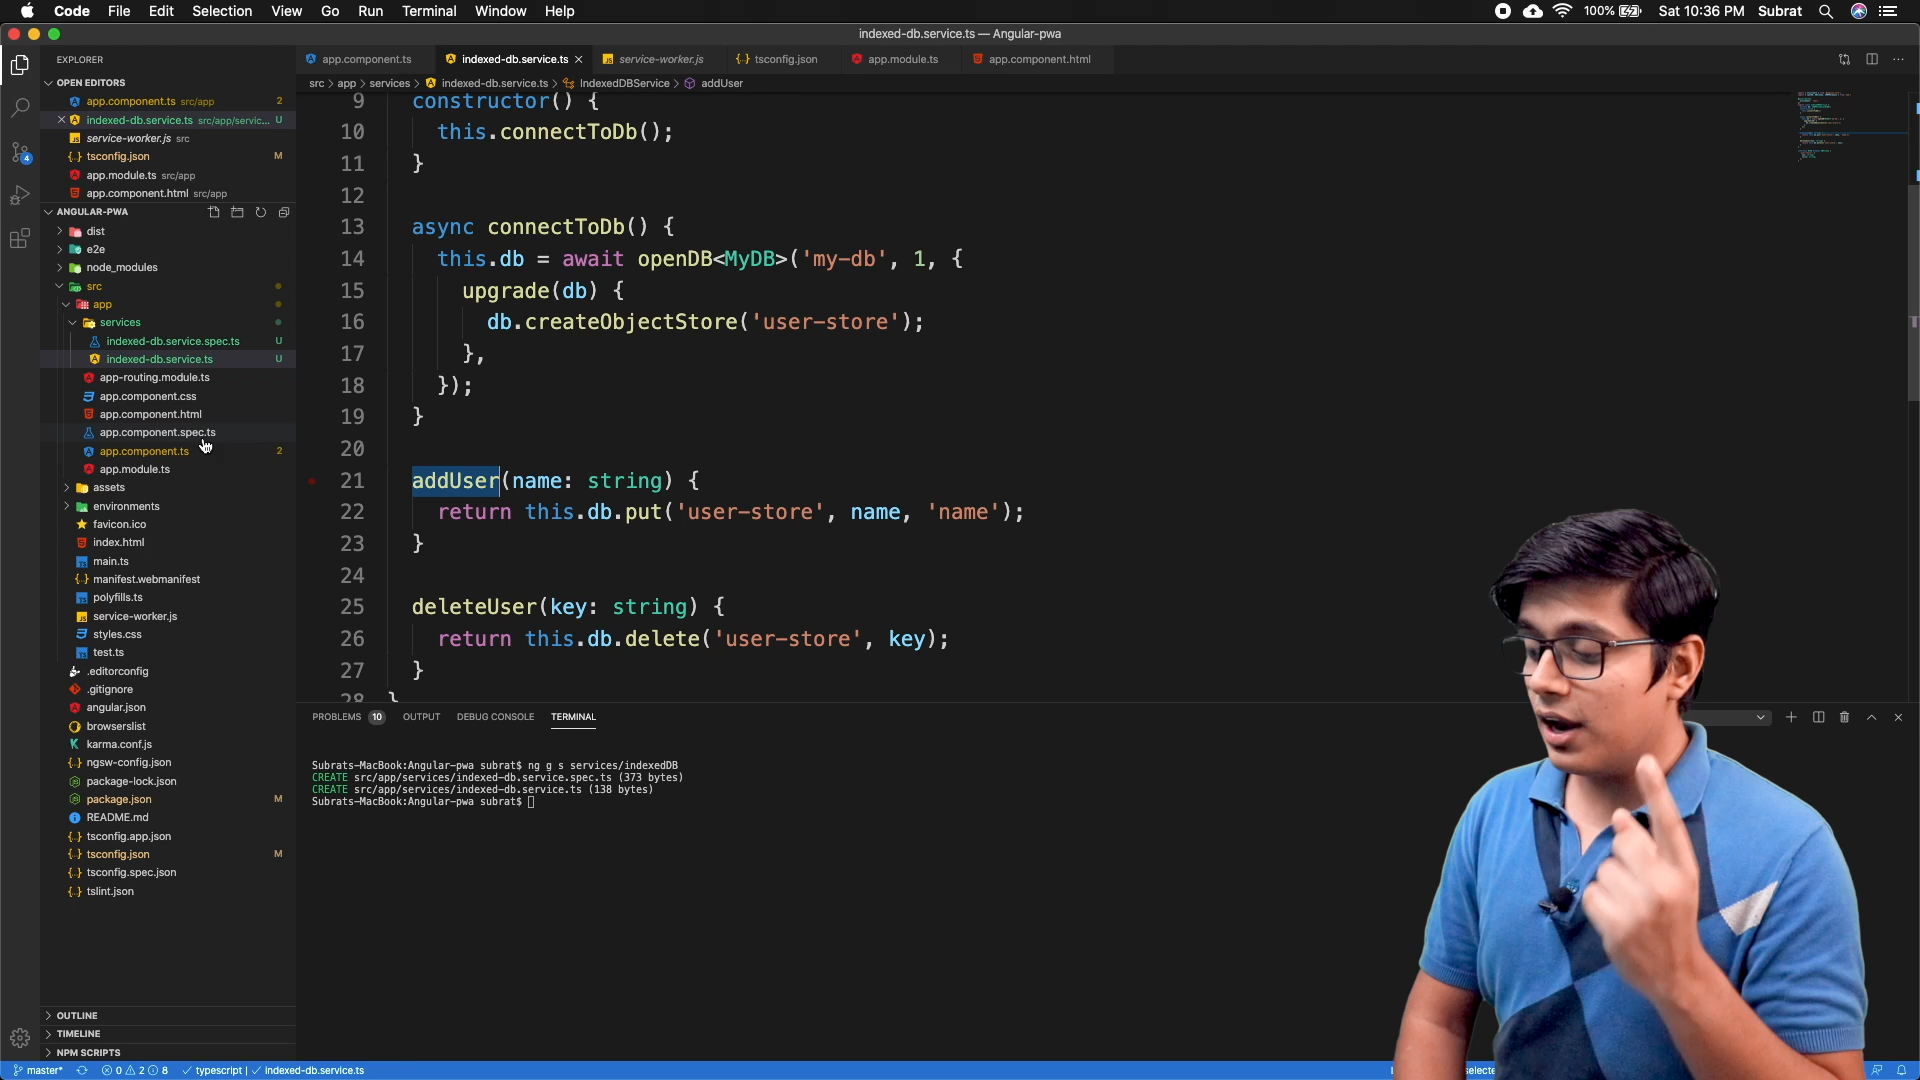 Code File Edit Selection View Go Run Terminal Window Help
100% Sat 10:36 PM Subrat
indexed-db.service.ts — Angular-pwa
EXPLORER
OPEN EDITORS
app.component.ts src/app 2
indexed-db.service.ts src/app/servic... U
service-worker.js src
tsconfig.json M
app.module.ts src/app
app.component.html src/app
ANGULAR-PWA
dist
e2e
node_modules
src
app
services
indexed-db.service.spec.ts U
indexed-db.service.ts U
app-routing.module.ts
app.component.css
app.component.html
app.component.spec.ts
app.component.ts 2
app.module.ts
assets
environments
favicon.ico
index.html
main.ts
manifest.webmanifest
polyfills.ts
service-worker.js
styles.css
test.ts
.editorconfig
.gitignore
angular.json
browserslist
karma.conf.js
ngsw-config.json
package-lock.json
package.json M
README.md
tsconfig.app.json
tsconfig.json M
tsconfig.spec.json
tslint.json
OUTLINE
TIMELINE
NPM SCRIPTS
4
app.component.ts indexed-db.service.ts service-worker.js tsconfig.json app.module.ts app.component.html
src > app > services > indexed-db.service.ts > IndexedDBService > addUser
9 constructor() {
10 this.connectToDb();
11 }
12
13 async connectToDb() {
14 this.db = await openDB<MyDB>('my-db', 1, {
15 upgrade(db) {
16 db.createObjectStore('user-store');
17 },
18 });
19 }
20
21 addUser(name: string) {
22 return this.db.put('user-store', name, 'name');
23 }
24
25 deleteUser(key: string) {
26 return this.db.delete('user-store', key);
27 }
28 }
PROBLEMS 10 OUTPUT DEBUG CONSOLE TERMINAL
Subrats-MacBook:Angular-pwa subrat$ ng g s services/indexedDB
CREATE src/app/services/indexed-db.service.spec.ts (373 bytes)
CREATE src/app/services/indexed-db.service.ts (138 bytes)
Subrats-MacBook:Angular-pwa subrat$
master* 0 2 8 typescript | indexed-db.service.ts